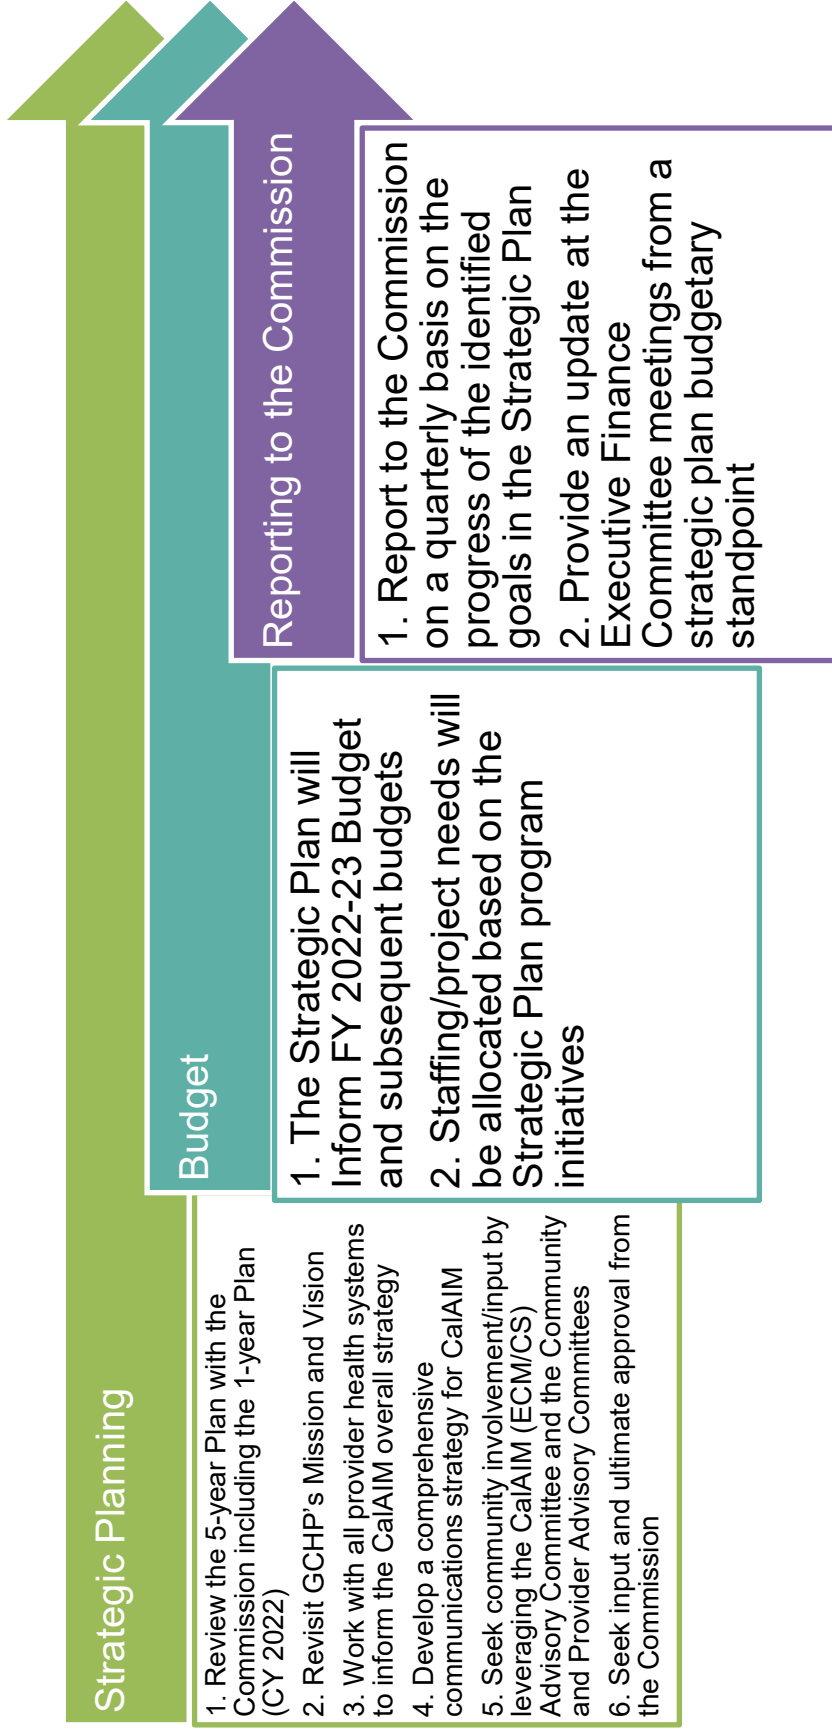 Strategic Planning
1. Review the 5-year Plan with the
Commission including the 1-year Plan
(CY 2022)
2. Revisit GCHP's Mission and Vision
3. Work with all provider health systems
to inform the CalAIM overall strategy
4. Develop a comprehensive
communications strategy for CalAIM
5. Seek community involvement/input by
leveraging the CalAIM (ECM/CS)
Advisory Committee and the Community
and Provider Advisory Committees
6. Seek input and ultimate approval from
the Commission
Budget
1. The Strategic Plan will
Inform FY 2022-23 Budget
and subsequent budgets
2. Staffing/project needs will
be allocated based on the
Strategic Plan program
initiatives
Reporting to the Commission
1. Report to the Commission
on a quarterly basis on the
progress of the identified
goals in the Strategic Plan
2. Provide an update at the
Executive Finance
Committee meetings from a
strategic plan budgetary
standpoint